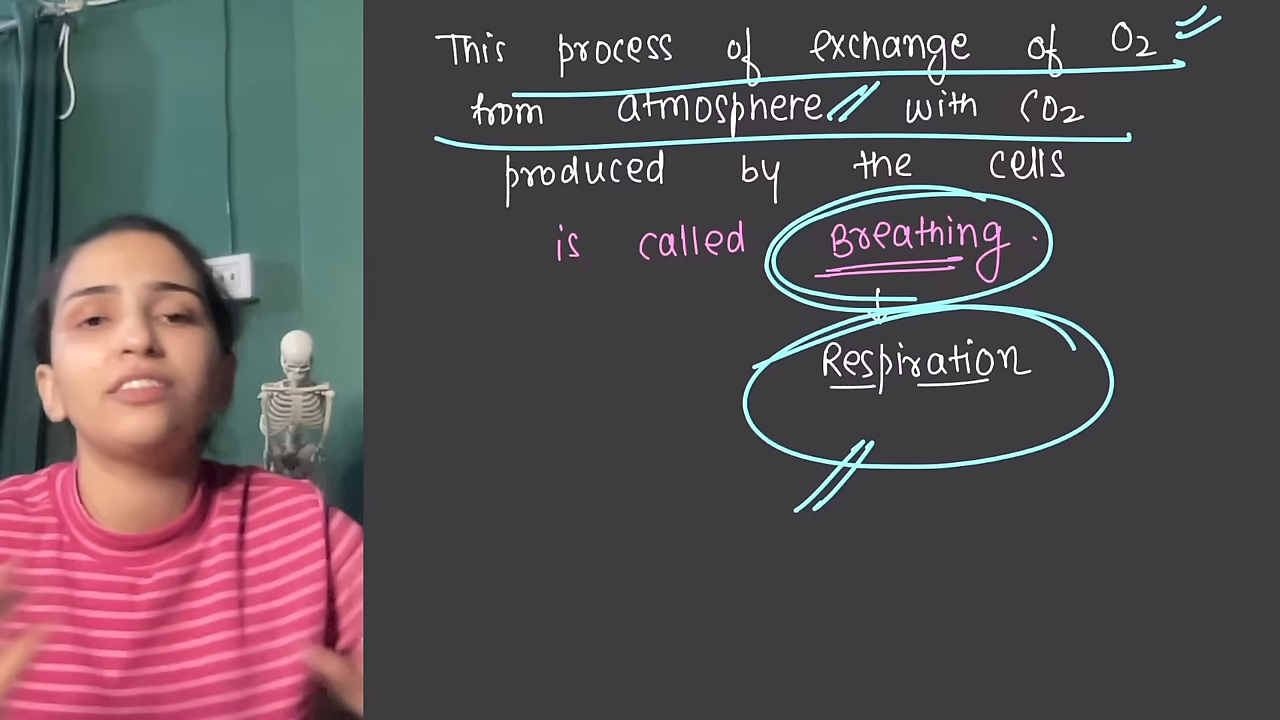 This process of exchange of O₂
from atmosphere with CO₂
produced by the cells
is called Breathing.
Respiration